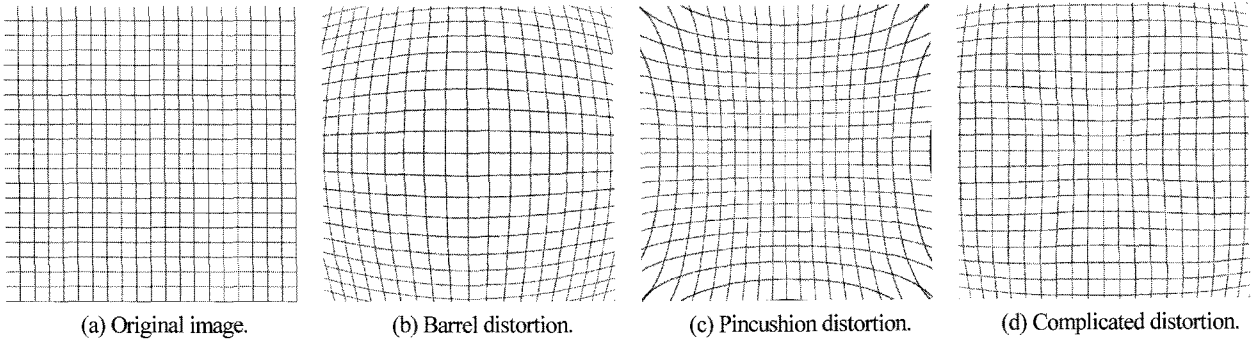 (a) Original image.
(b) Barrel distortion.
(c) Pincushion distortion.
(d) Complicated distortion.